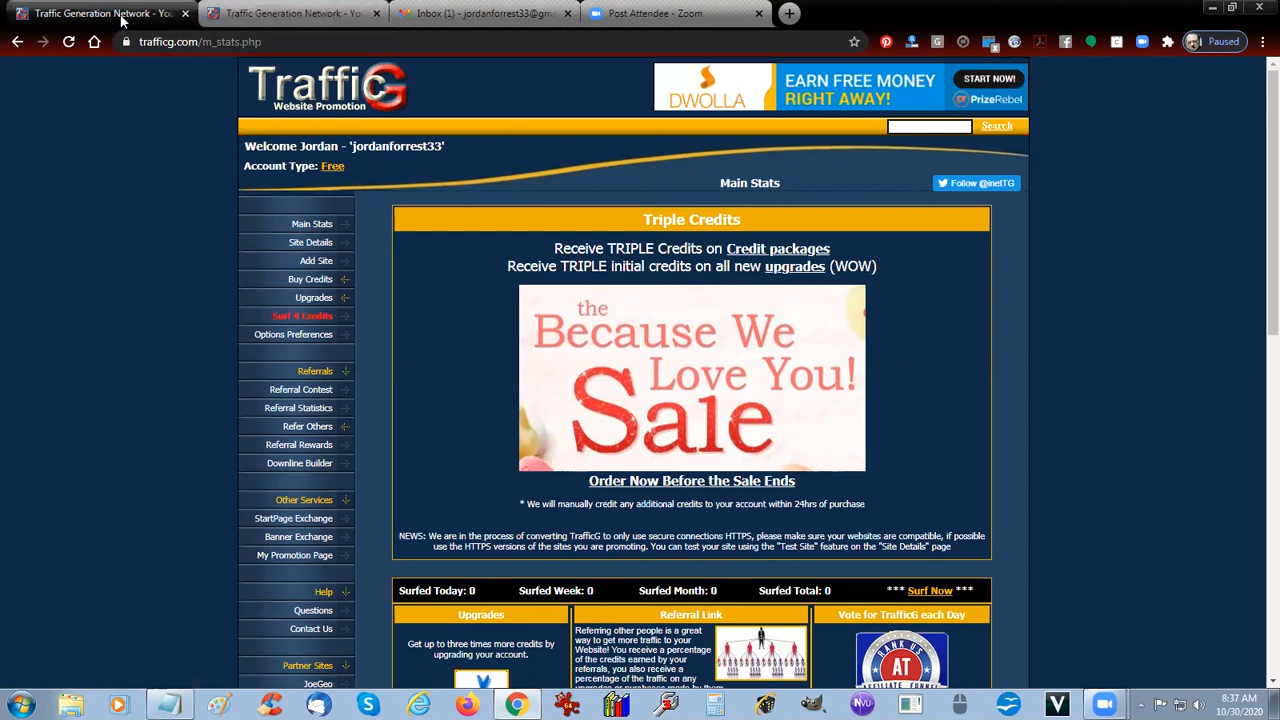 Traffic Generation Network - You
Traffic Generation Network - You
Inbox (1) - jordanforrest33@gm
Post Attendee - Zoom
trafficg.com/m_stats.php
Paused
TrafficG
Website Promotion
DWOLLA
EARN FREE MONEY
RIGHT AWAY!
START NOW!
PrizeRebel
Search
Welcome Jordan - 'jordanforrest33'
Account Type: Free
Main Stats
Follow @inetTG
Main Stats
Site Details
Add Site
Buy Credits
Upgrades
Surf 4 Credits
Options Preferences
Referrals
Referral Contest
Referral Statistics
Refer Others
Referral Rewards
Downline Builder
Other Services
StartPage Exchange
Banner Exchange
My Promotion Page
Help
Questions
Contact Us
Partner Sites
JoeGeo
Triple Credits
Receive TRIPLE Credits on Credit packages
Receive TRIPLE initial credits on all new upgrades (WOW)
the
Because We
Love You!
Sale
Order Now Before the Sale Ends
* We will manually credit any additional credits to your account within 24hrs of purchase
NEWS: We are in the process of converting TrafficG to only use secure connections HTTPS, please make sure your websites are compatible, if possible
use the HTTPS versions of the sites you are promoting. You can test your site using the "Test Site" feature on the "Site Details" page
Surfed Today: 0 Surfed Week: 0 Surfed Month: 0 Surfed Total: 0 *** Surf Now ***
Upgrades
Get up to three times more credits by
upgrading your account.
Referral Link
Referring other people is a great
way to get more traffic to your
Website! You receive a percentage
of the credits earned by your
referrals, you also receive a
percentage of the traffic on any
Vote for TrafficG each Day
RANK US
AT
8:37 AM
10/30/2020